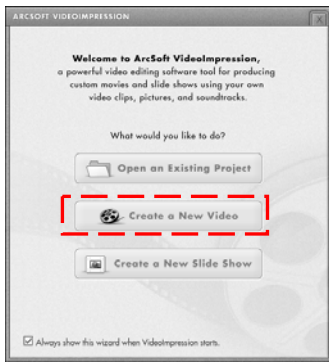 ARCSOFT VIDEOIMPRESSION
Welcome to ArcSoft VideoImpression,
a powerful video editing software tool for producing
custom movies and slide shows using your own
video clips, pictures, and soundtracks.
What would you like to do?
Open an Existing Project
Create a New Video
Create a New Slide Show
Always show this wizard when VideoImpression starts.